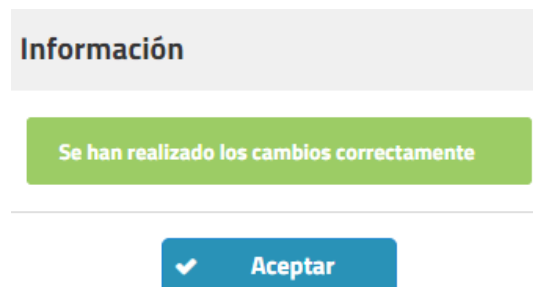 Información
Se han realizado los cambios correctamente
Aceptar